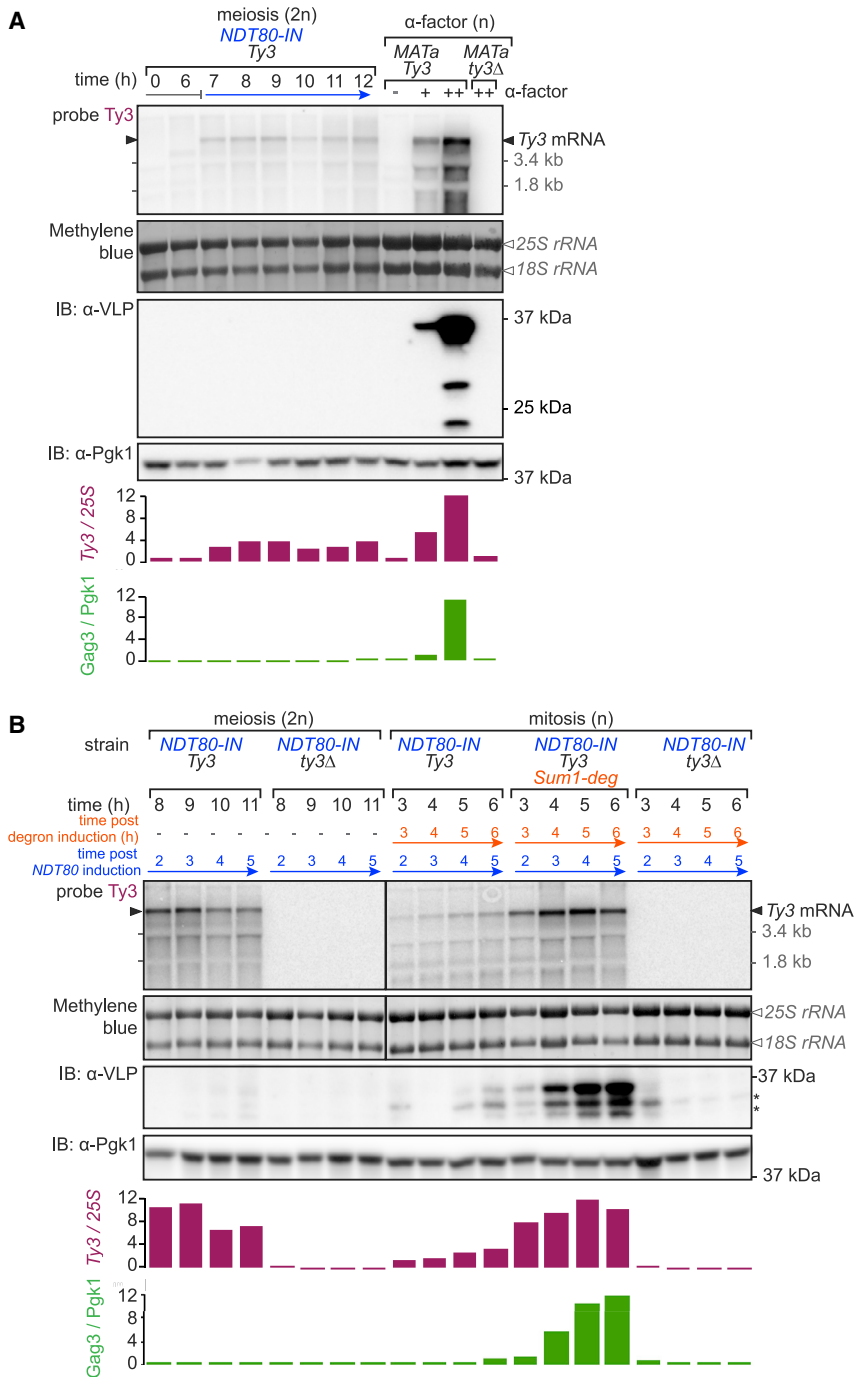 A
meiosis (2n)
NDT80-IN
Ty3
α-factor (n)
MATa
Ty3
MATa
ty3Δ
time (h) 0 6 7 8 9 10 11 12 - + ++ ++ α-factor
probe Ty3
Ty3 mRNA
3.4 kb
1.8 kb
Methylene
blue
25S rRNA
18S rRNA
IB: α-VLP
37 kDa
25 kDa
IB: α-Pgk1
37 kDa
Ty3 / 25S
12
8
4
0
Gag3 / Pgk1
12
8
4
0
B
meiosis (2n) mitosis (n)
strain NDT80-IN NDT80-IN NDT80-IN NDT80-IN NDT80-IN
Ty3 ty3Δ Ty3 Ty3 ty3Δ
Sum1-deg
time (h) 8 9 10 11 8 9 10 11 3 4 5 6 3 4 5 6 3 4 5 6
time post
degron induction (h) - - - - - - - - 3 4 5 6 3 4 5 6 3 4 5 6
time post
NDT80 induction 2 3 4 5 2 3 4 5 2 3 4 5 2 3 4 5 2 3 4 5
probe Ty3
Ty3 mRNA
3.4 kb
1.8 kb
Methylene
blue
25S rRNA
18S rRNA
IB: α-VLP
37 kDa
*
*
IB: α-Pgk1
37 kDa
Ty3 / 25S
12
8
4
0
Gag3 / Pgk1
12
8
4
0